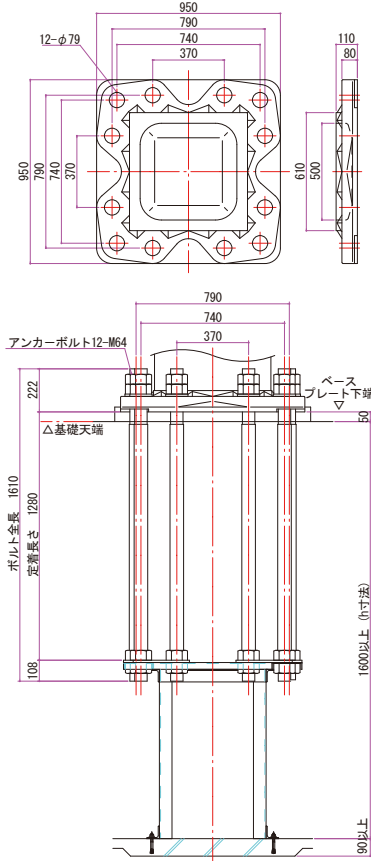 950
790
12-φ79
740
370
110
80
950
790
740
370
610
500
790
740
アンカーボルト12-M64
370
ベース
プレート下端
▽
222
50
△基礎天端
ボルト全長 1610
定着長さ 1280
1600以上 (h寸法)
108
90以上